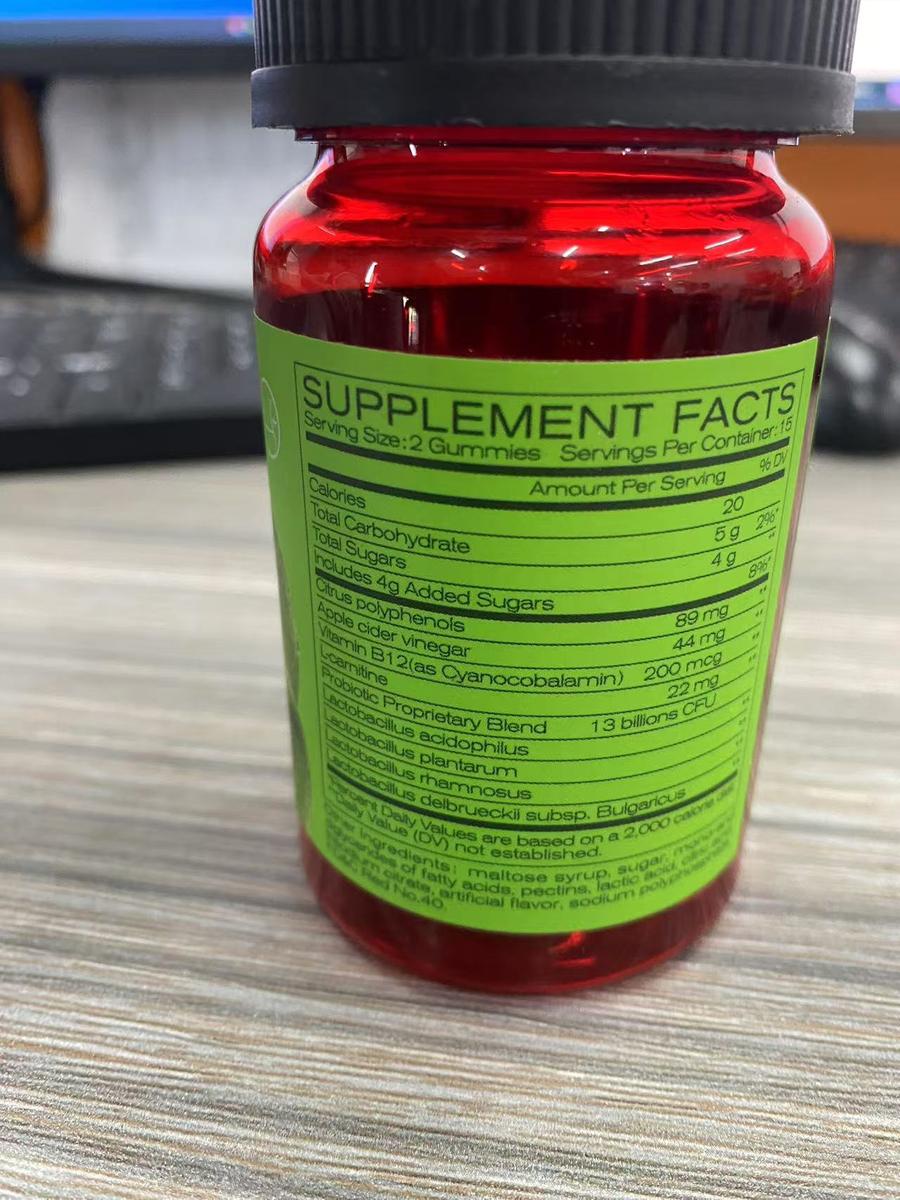 SUPPLEMENT FACTS
Serving Size:2 Gummies Servings Per Container:15
Amount Per Serving % DV
Calories 20
Total Carbohydrate 5 g 2%*
Total Sugars 4 g **
Includes 4g Added Sugars 8%*
Citrus polyphenols 89 mg **
Apple cider vinegar 44 mg **
Vitamin B12(as Cyanocobalamin) 200 mcg **
L-carnitine 22 mg **
Probiotic Proprietary Blend 13 billions CFU
Lactobacillus acidophilus **
Lactobacillus plantarum **
Lactobacillus rhamnosus **
Lactobacillus delbrueckii subsp. Bulgaricus
Percent Daily Values are based on a 2,000 calorie diet
Daily Value (DV) not established.
Other Ingredients: maltose syrup, sugar,
of fatty acids, pectins, lactic acid, citric
citrate, artificial flavor, sodium
Red No.40.